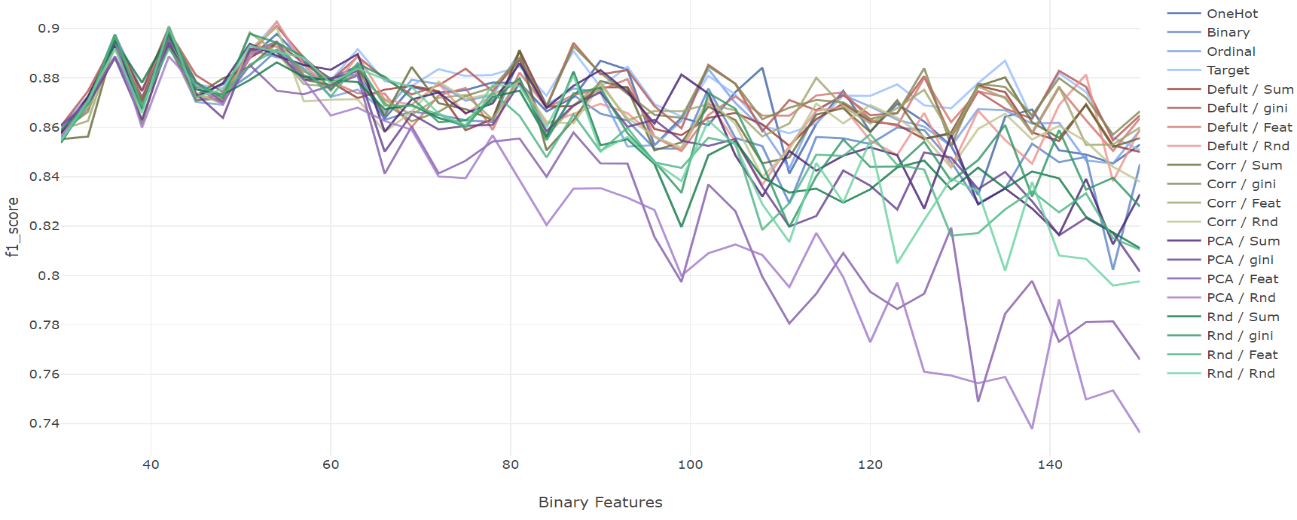 f1_score
0.9
0.88
0.86
0.84
0.82
0.8
0.78
0.76
0.74
40
60
80
100
120
140
Binary Features
OneHot
Binary
Ordinal
Target
Defult / Sum
Defult / gini
Defult / Feat
Defult / Rnd
Corr / Sum
Corr / gini
Corr / Feat
Corr / Rnd
PCA / Sum
PCA / gini
PCA / Feat
PCA / Rnd
Rnd / Sum
Rnd / gini
Rnd / Feat
Rnd / Rnd